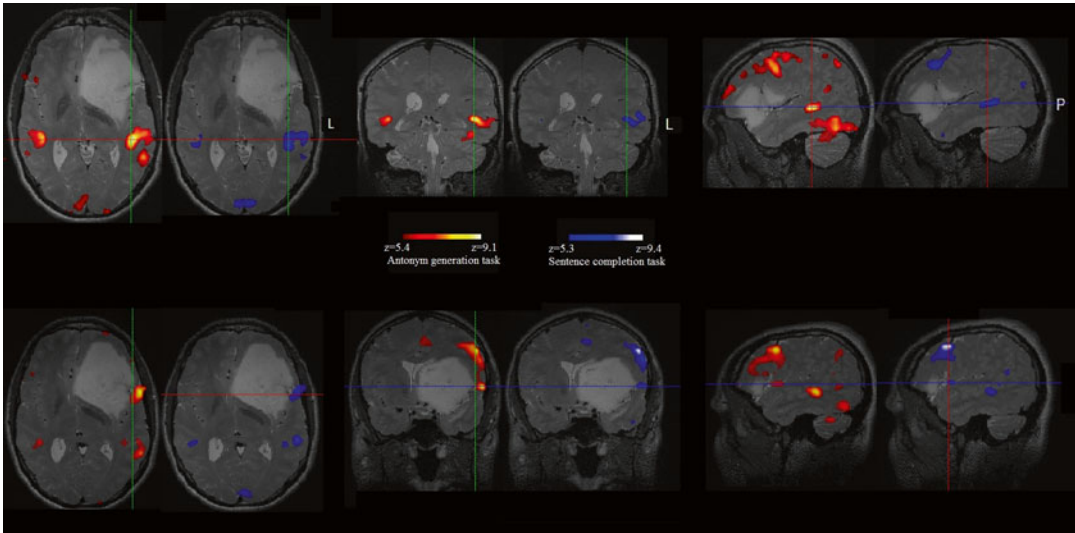 L
L
P
z=5.4 z=9.1
Antonym generation task
z=5.3 z=9.4
Sentence completion task